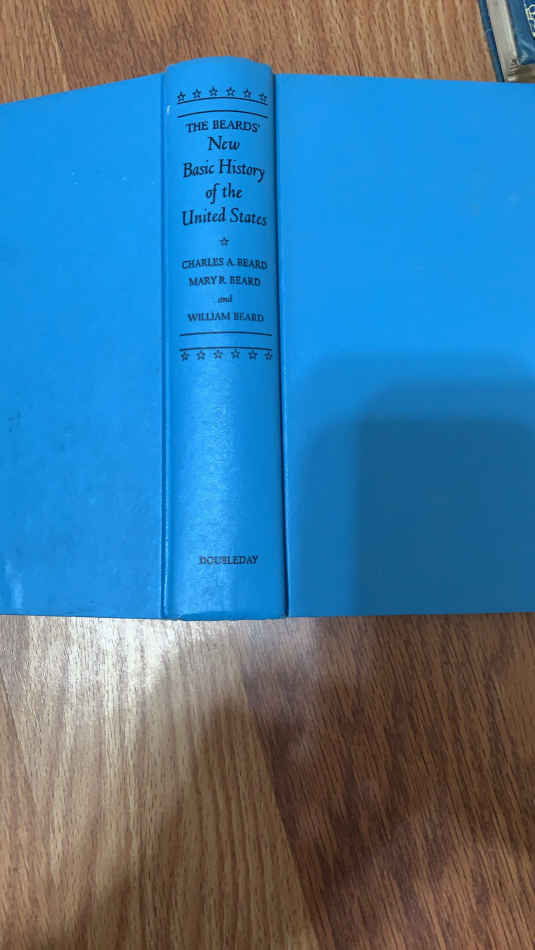 THE BEARDS'
New
Basic History
of the
United States
CHARLES A. BEARD
MARY R. BEARD
and
WILLIAM BEARD
DOUBLEDAY